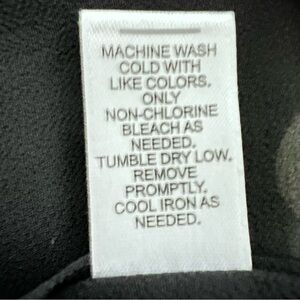 MACHINE WASH
COLD WITH
LIKE COLORS.
ONLY
NON-CHLORINE
BLEACH AS
NEEDED.
TUMBLE DRY LOW.
REMOVE
PROMPTLY.
COOL IRON AS
NEEDED.